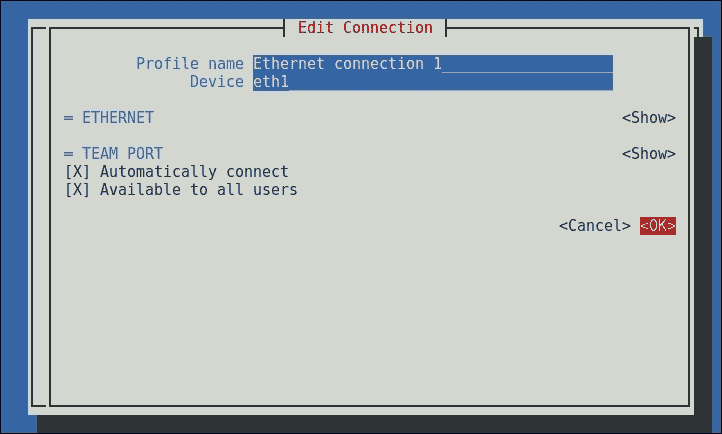 Edit Connection
Profile name Ethernet connection 1
Device eth1
= ETHERNET <Show>
= TEAM PORT <Show>
[X] Automatically connect
[X] Available to all users
<Cancel> <OK>